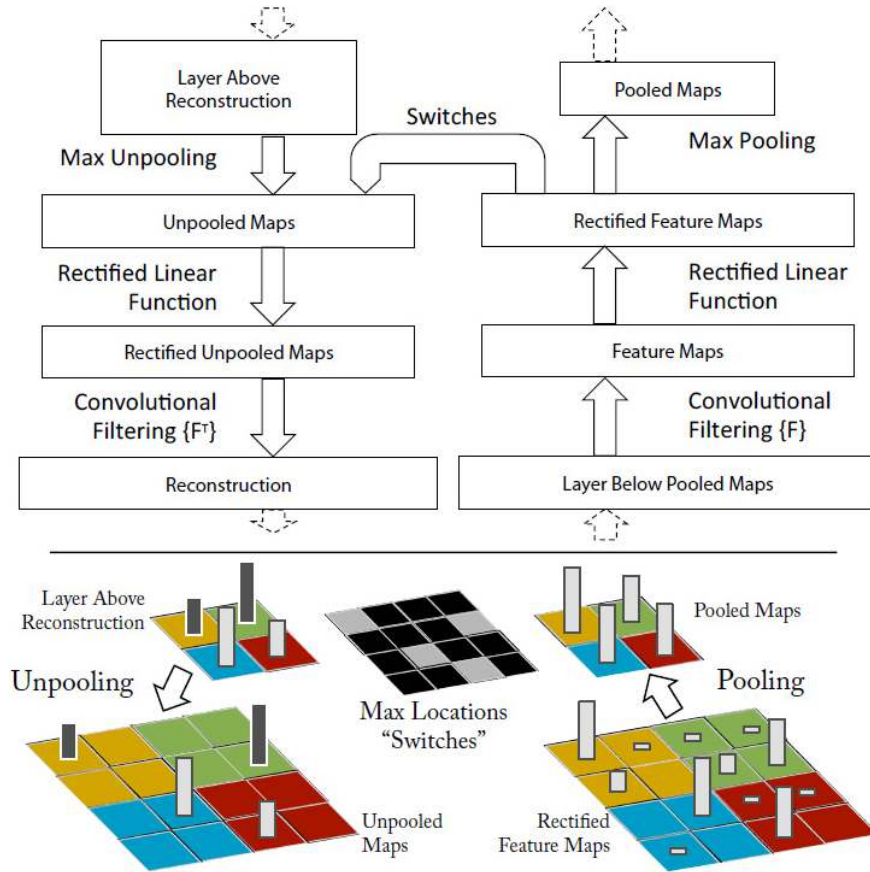 Layer Above
Reconstruction
Pooled Maps
Switches
Max Unpooling
Max Pooling
Unpooled Maps
Rectified Feature Maps
Rectified Linear
Function
Rectified Linear
Function
Rectified Unpooled Maps
Feature Maps
Convolutional
Filtering {Fᵀ}
Convolutional
Filtering {F}
Reconstruction
Layer Below Pooled Maps
Layer Above
Reconstruction
Pooled Maps
Unpooling
Pooling
Max Locations
“Switches”
Unpooled
Maps
Rectified
Feature Maps